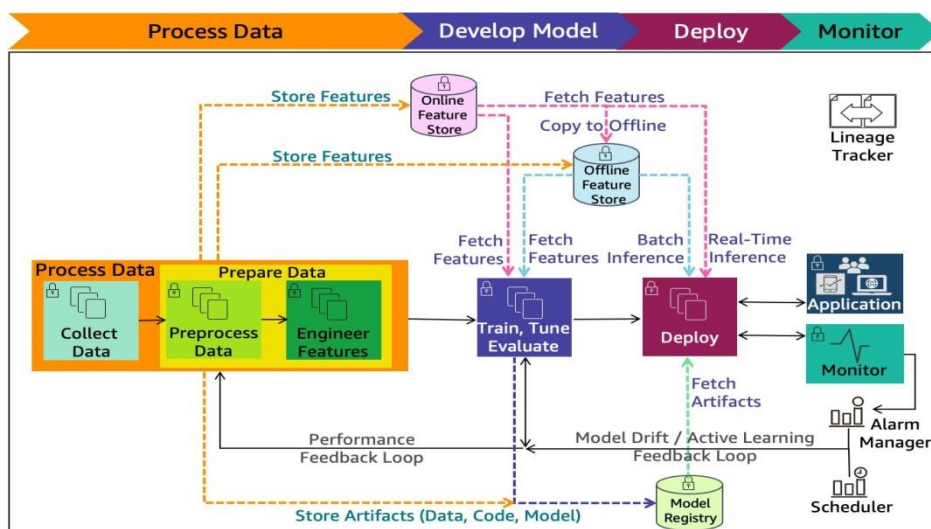 Process Data
Develop Model
Deploy
Monitor
Store Features
Online
Feature
Store
Fetch Features
Copy to Offline
Lineage
Tracker
Store Features
Offline
Feature
Store
Fetch
Features
Fetch
Features
Batch
Inference
Real-Time
Inference
Process Data
Prepare Data
Collect
Data
Preprocess
Data
Engineer
Features
Train, Tune
Evaluate
Deploy
Application
Monitor
Fetch
Artifacts
Performance
Feedback Loop
Model Drift / Active Learning
Feedback Loop
Alarm
Manager
Scheduler
Model
Registry
Store Artifacts (Data, Code, Model)